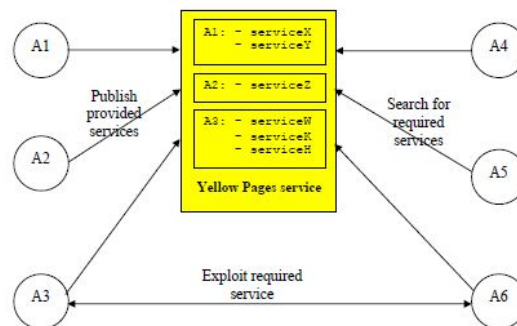 A1
A1: - serviceX
- serviceY
A4
A2: - serviceZ
Publish
provided
services
Search for
required
services
A3: - serviceW
- serviceK
- serviceH
A2
A5
Yellow Pages service
A3
Exploit required
service
A6